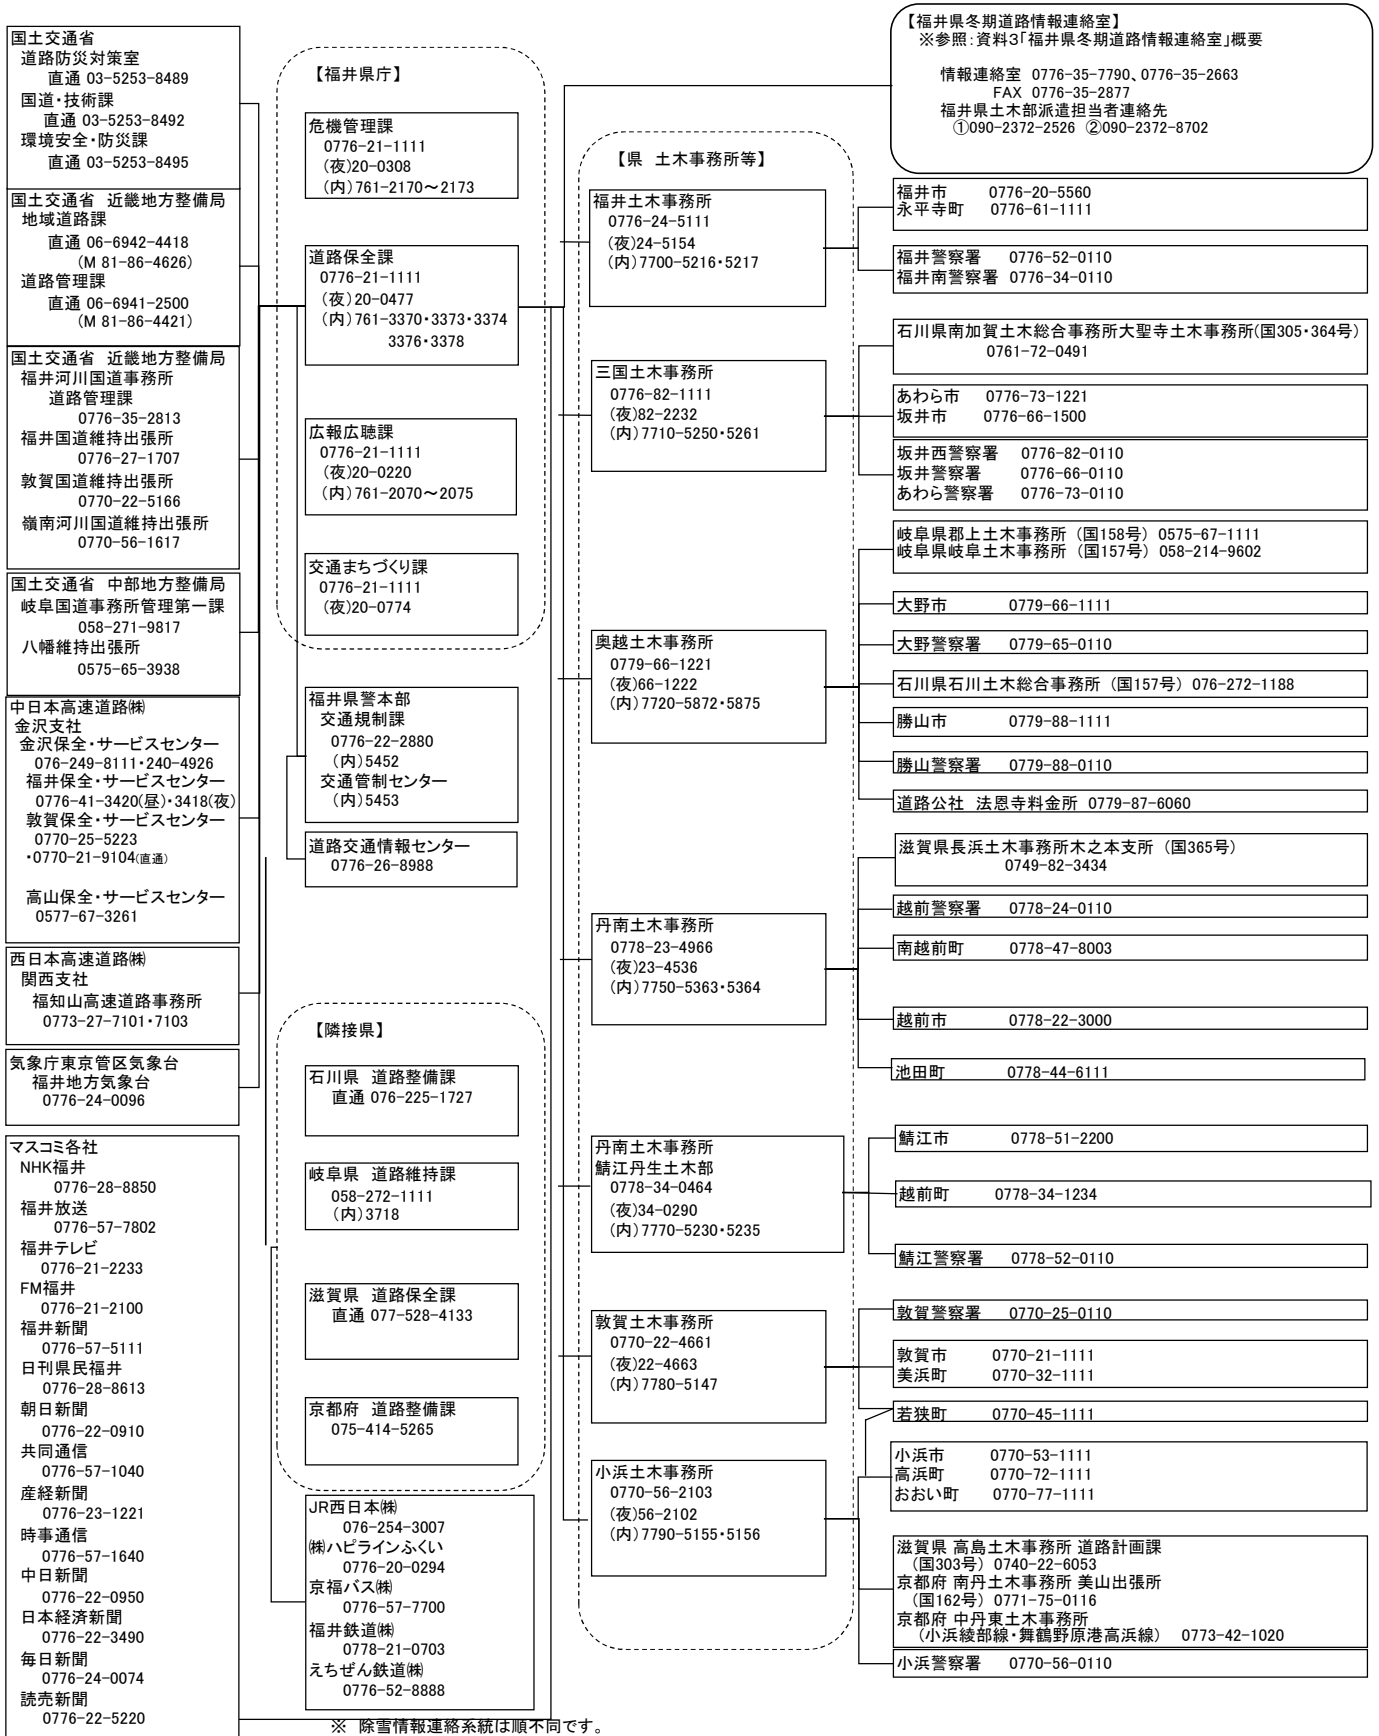 国土交通省
道路防災対策室
直通 03-5253-8489
国道・技術課
直通 03-5253-8492
環境安全・防災課
直通 03-5253-8495
国土交通省 近畿地方整備局
地域道路課
直通 06-6942-4418
(M 81-86-4626)
道路管理課
直通 06-6941-2500
(M 81-86-4421)
国土交通省 近畿地方整備局
福井河川国道事務所
道路管理課
0776-35-2813
福井国道維持出張所
0776-27-1707
敦賀国道維持出張所
0770-22-5166
嶺南河川国道維持出張所
0770-56-1617
国土交通省 中部地方整備局
岐阜国道事務所管理第一課
058-271-9817
八幡維持出張所
0575-65-3938
中日本高速道路㈱
金沢支社
金沢保全・サービスセンター
076-249-8111・240-4926
福井保全・サービスセンター
0776-41-3420(昼)・3418(夜)
敦賀保全・サービスセンター
0770-25-5223
・0770-21-9104(直通)
高山保全・サービスセンター
0577-67-3261
西日本高速道路㈱
関西支社
福知山高速道路事務所
0773-27-7101・7103
気象庁東京管区気象台
福井地方気象台
0776-24-0096
マスコミ各社
NHK福井
0776-28-8850
福井放送
0776-57-7802
福井テレビ
0776-21-2233
FM福井
0776-21-2100
福井新聞
0776-57-5111
日刊県民福井
0776-28-8613
朝日新聞
0776-22-0910
共同通信
0776-57-1040
産経新聞
0776-23-1221
時事通信
0776-57-1640
中日新聞
0776-22-0950
日本経済新聞
0776-22-3490
毎日新聞
0776-24-0074
読売新聞
0776-22-5220
【福井県庁】
危機管理課
0776-21-1111
(夜)20-0308
(内)761-2170～2173
道路保全課
0776-21-1111
(夜)20-0477
(内)761-3370・3373・3374
3376・3378
広報広聴課
0776-21-1111
(夜)20-0220
(内)761-2070～2075
交通まちづくり課
0776-21-1111
(夜)20-0774
福井県警本部
交通規制課
0776-22-2880
(内)5452
交通管制センター
(内)5453
道路交通情報センター
0776-26-8988
【隣接県】
石川県 道路整備課
直通 076-225-1727
岐阜県 道路維持課
058-272-1111
(内)3718
滋賀県 道路保全課
直通 077-528-4133
京都府 道路整備課
075-414-5265
JR西日本㈱
076-254-3007
㈱ハピラインふくい
0776-20-0294
京福バス㈱
0776-57-7700
福井鉄道㈱
0778-21-0703
えちぜん鉄道㈱
0776-52-8888
【県 土木事務所等】
福井土木事務所
0776-24-5111
(夜)24-5154
(内)7700-5216・5217
三国土木事務所
0776-82-1111
(夜)82-2232
(内)7710-5250・5261
奥越土木事務所
0779-66-1221
(夜)66-1222
(内)7720-5872・5875
丹南土木事務所
0778-23-4966
(夜)23-4536
(内)7750-5363・5364
丹南土木事務所
鯖江丹生土木部
0778-34-0464
(夜)34-0290
(内)7770-5230・5235
敦賀土木事務所
0770-22-4661
(夜)22-4663
(内)7780-5147
小浜土木事務所
0770-56-2103
(夜)56-2102
(内)7790-5155・5156
【福井県冬期道路情報連絡室】
※参照:資料3「福井県冬期道路情報連絡室」概要
情報連絡室 0776-35-7790、0776-35-2663
FAX 0776-35-2877
福井県土木部派遣担当者連絡先
①090-2372-2526 ②090-2372-8702
福井市 0776-20-5560
永平寺町 0776-61-1111
福井警察署 0776-52-0110
福井南警察署 0776-34-0110
石川県南加賀土木総合事務所大聖寺土木事務所(国305・364号)
0761-72-0491
あわら市 0776-73-1221
坂井市 0776-66-1500
坂井西警察署 0776-82-0110
坂井警察署 0776-66-0110
あわら警察署 0776-73-0110
岐阜県郡上土木事務所 (国158号) 0575-67-1111
岐阜県岐阜土木事務所 (国157号) 058-214-9602
大野市 0779-66-1111
大野警察署 0779-65-0110
石川県石川土木総合事務所 (国157号) 076-272-1188
勝山市 0779-88-1111
勝山警察署 0779-88-0110
道路公社 法恩寺料金所 0779-87-6060
滋賀県長浜土木事務所木之本支所 (国365号)
0749-82-3434
越前警察署 0778-24-0110
南越前町 0778-47-8003
越前市 0778-22-3000
池田町 0778-44-6111
鯖江市 0778-51-2200
越前町 0778-34-1234
鯖江警察署 0778-52-0110
敦賀警察署 0770-25-0110
敦賀市 0770-21-1111
美浜町 0770-32-1111
若狭町 0770-45-1111
小浜市 0770-53-1111
高浜町 0770-72-1111
おおい町 0770-77-1111
滋賀県 高島土木事務所 道路計画課
(国303号) 0740-22-6053
京都府 南丹土木事務所 美山出張所
(国162号) 0771-75-0116
京都府 中丹東土木事務所
(小浜綾部線・舞鶴野原港高浜線) 0773-42-1020
小浜警察署 0770-56-0110
※ 除雪情報連絡系統は順不同です。